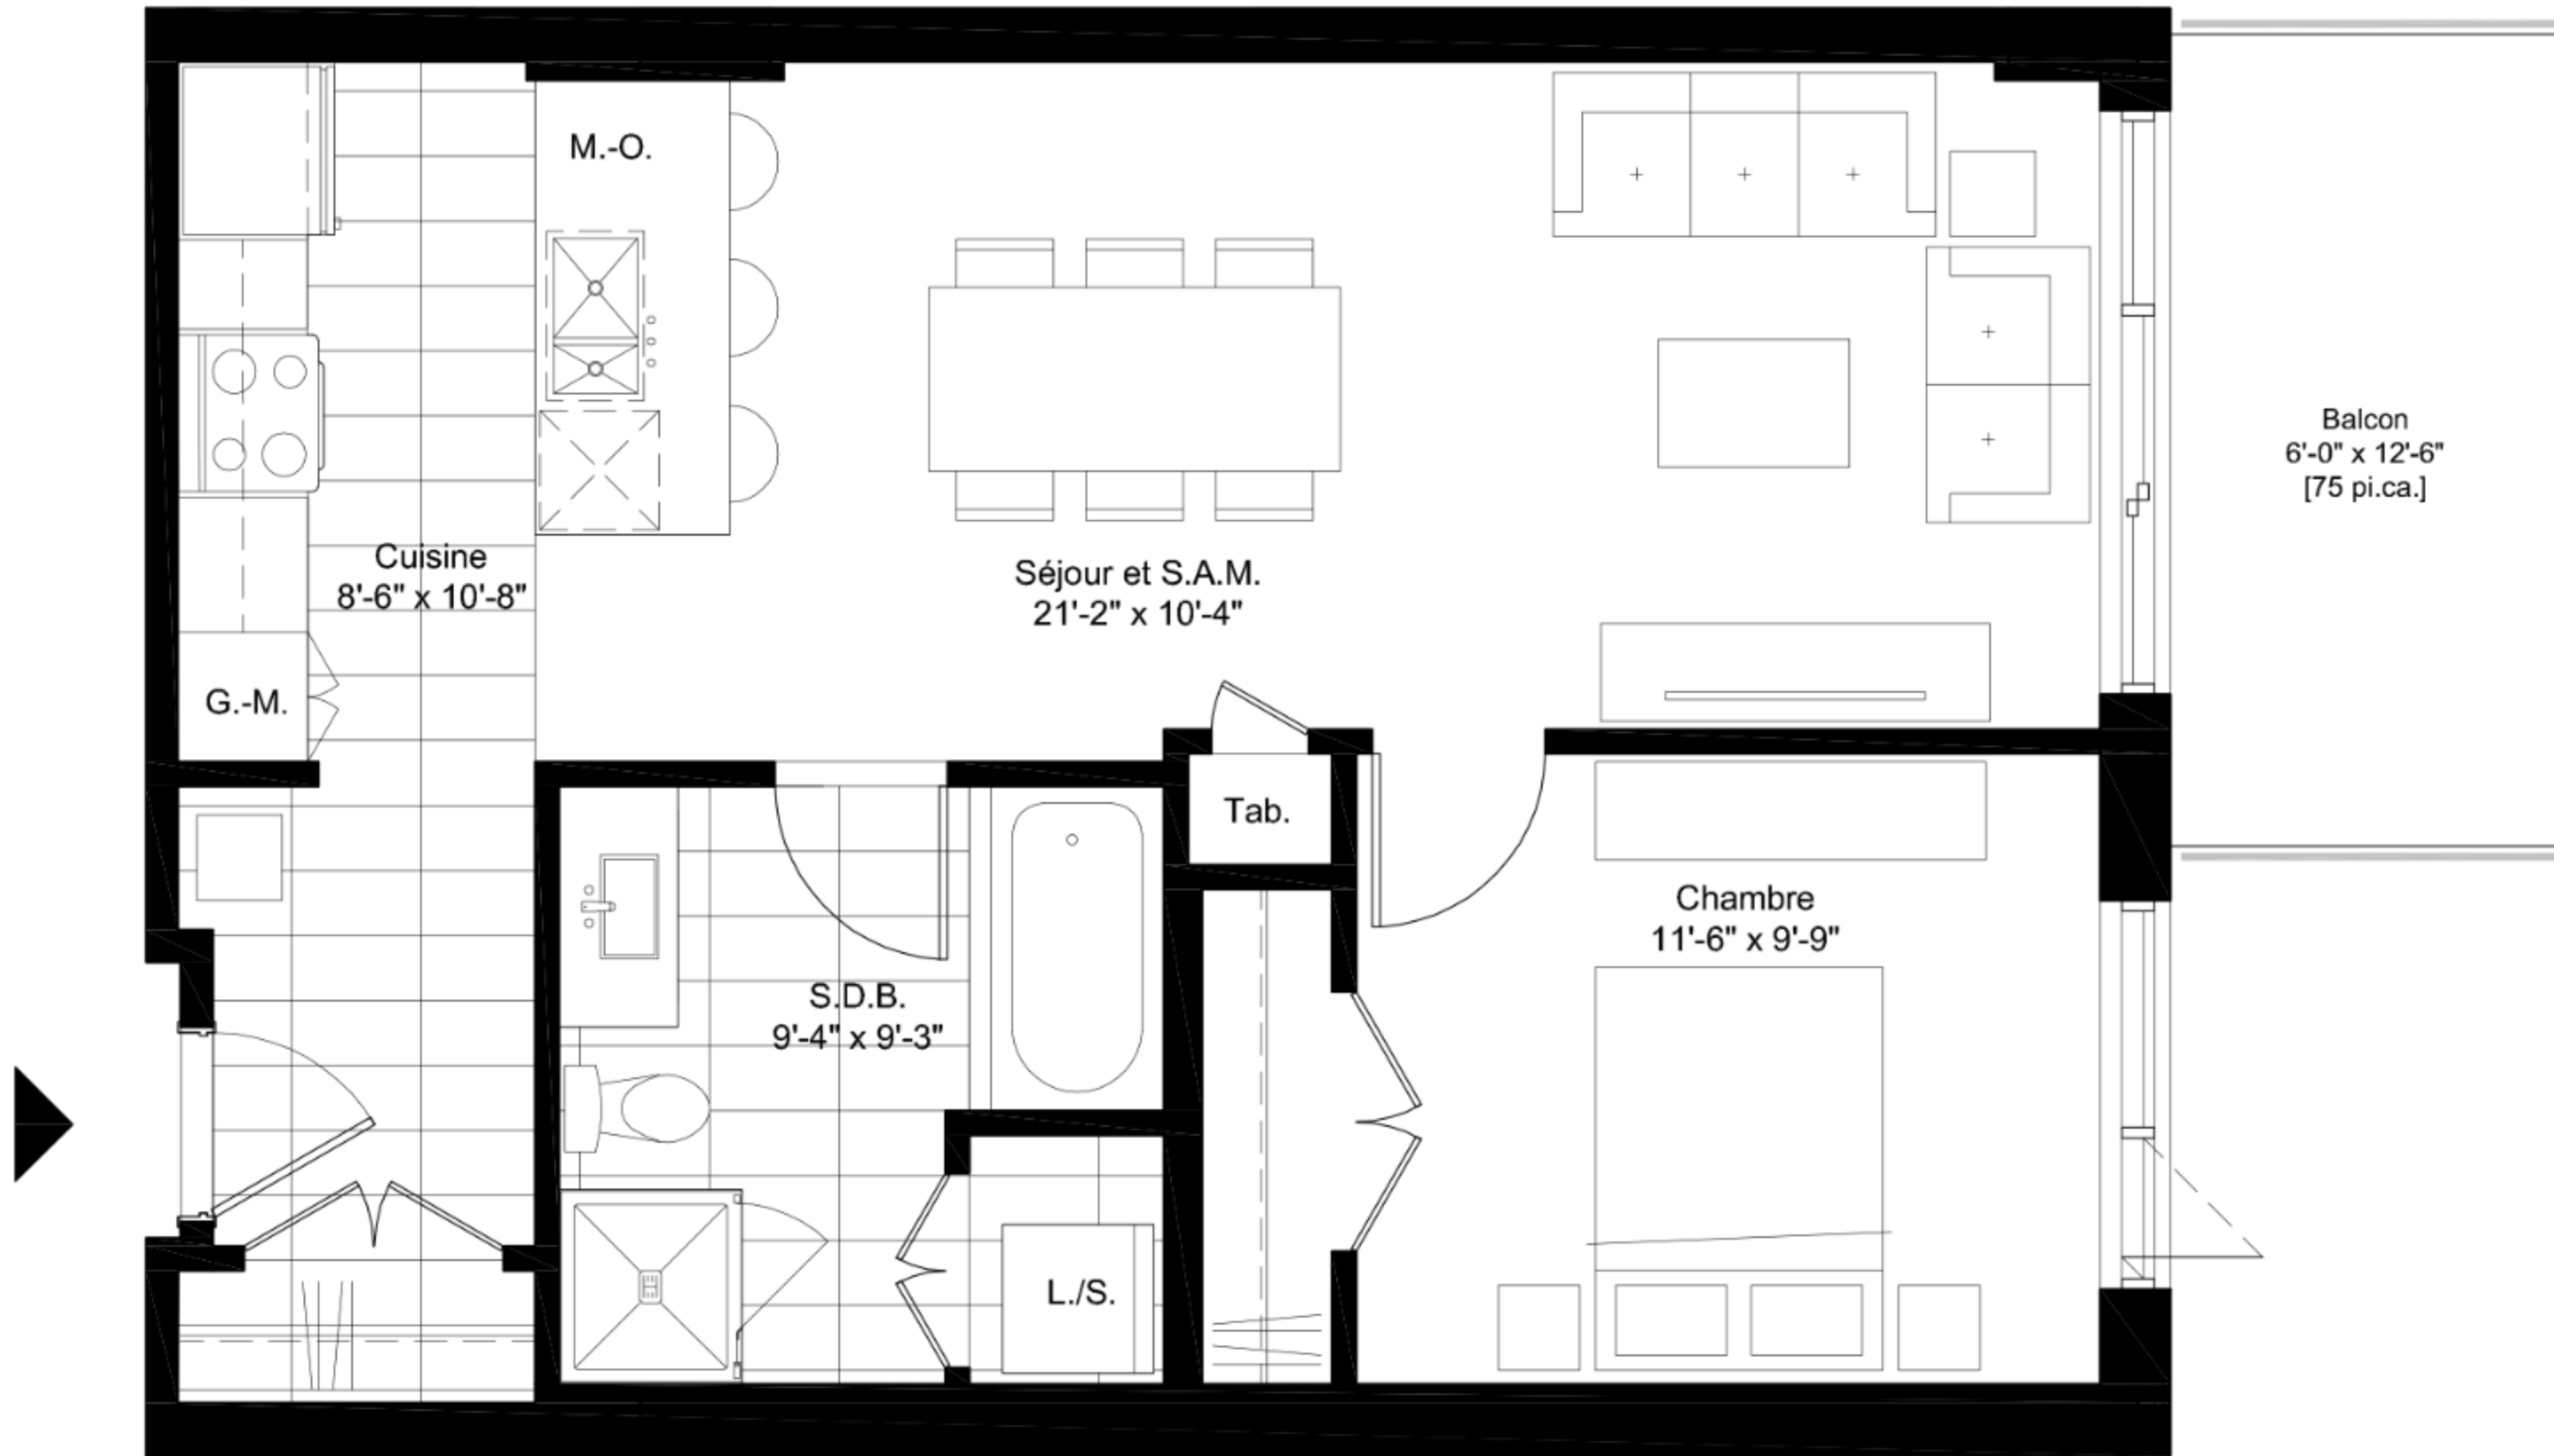 M.-O.
Cuisine
8'-6" x 10'-8"
G.-M.
Séjour et S.A.M.
21'-2" x 10'-4"
Balcon
6'-0" x 12'-6"
[75 pi.ca.]
Tab.
Chambre
11'-6" x 9'-9"
S.D.B.
9'-4" x 9'-3"
L./S.